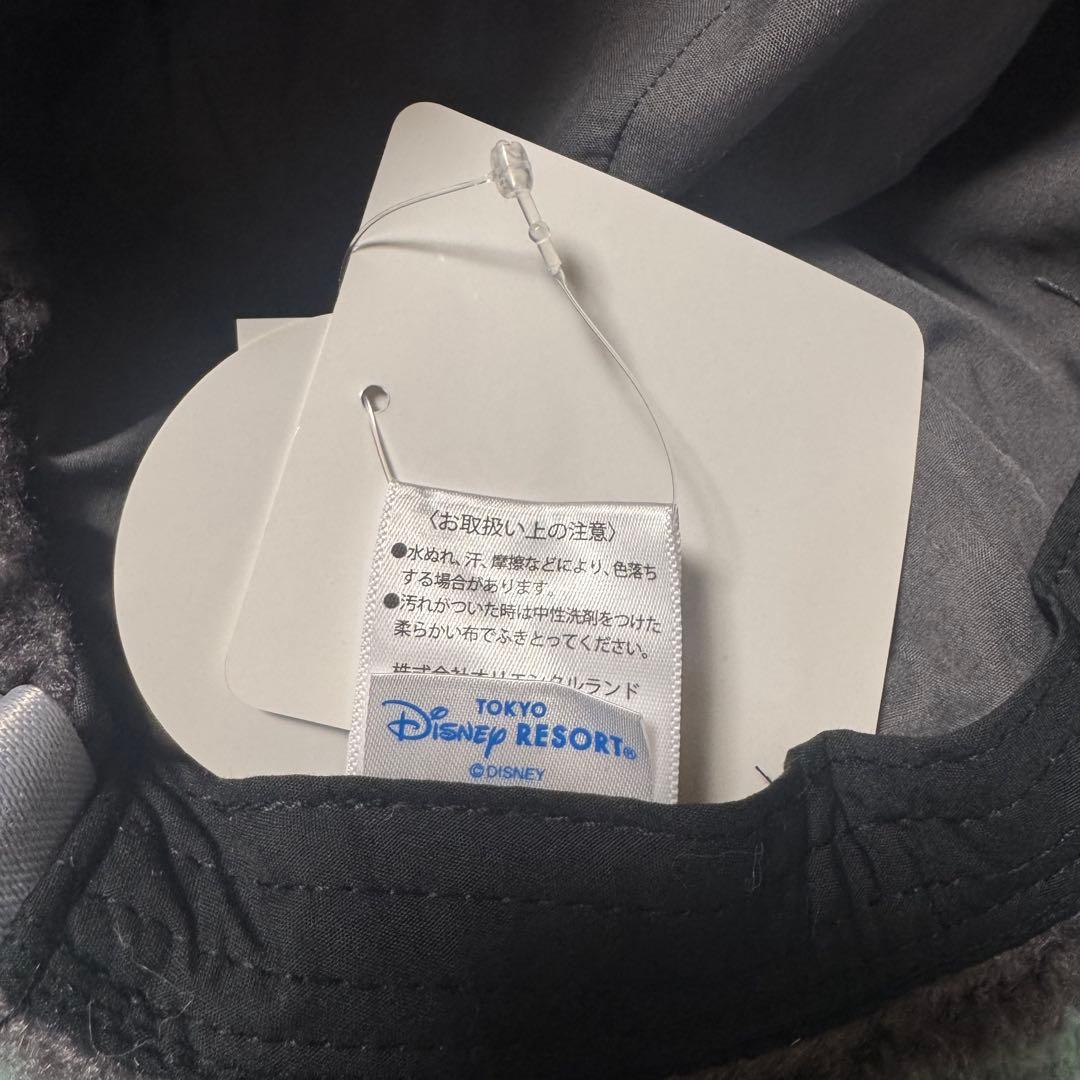 〈お取扱い上の注意〉
●水ぬれ、汗、摩擦などにより、色落ち
する場合があります。
●汚れがついた時は中性洗剤をつけた
柔らかい布でふきとってください。
株式会社オリエンタルランド
TOKYO
Disney RESORT®
©DISNEY